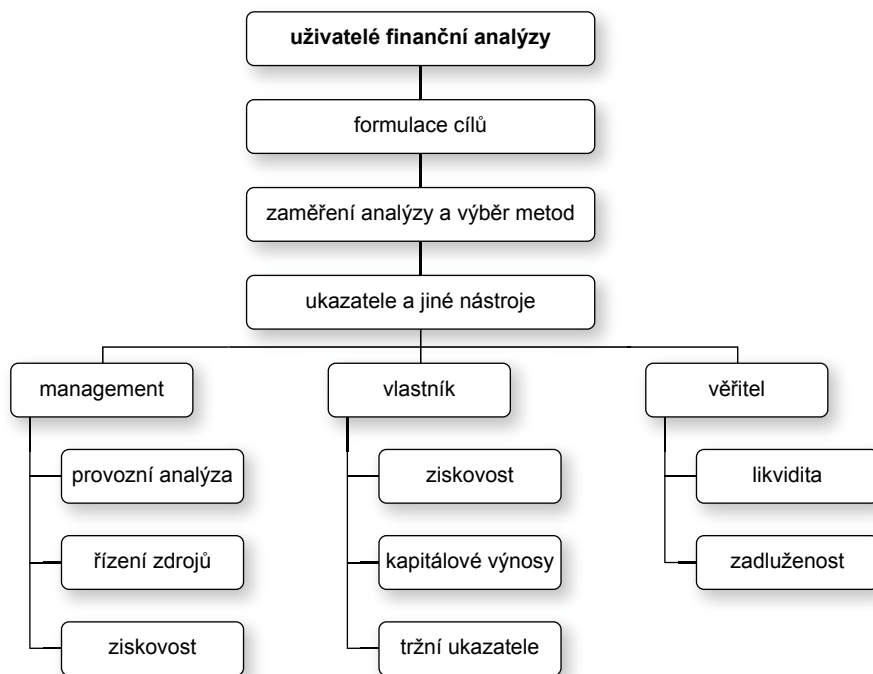 uživatelé finanční analýzy
formulace cílů
zaměření analýzy a výběr metod
ukazatele a jiné nástroje
management
vlastník
věřitel
provozní analýza
ziskovost
likvidita
řízení zdrojů
kapitálové výnosy
zadluženost
ziskovost
tržní ukazatele